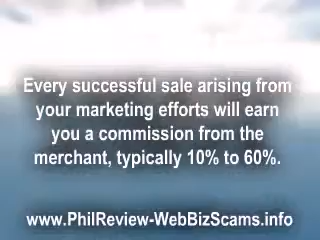 Every successful sale arising from
your marketing efforts will earn
you a commission from the
merchant, typically 10% to 60%.
www.PhilReview-WebBizScams.info